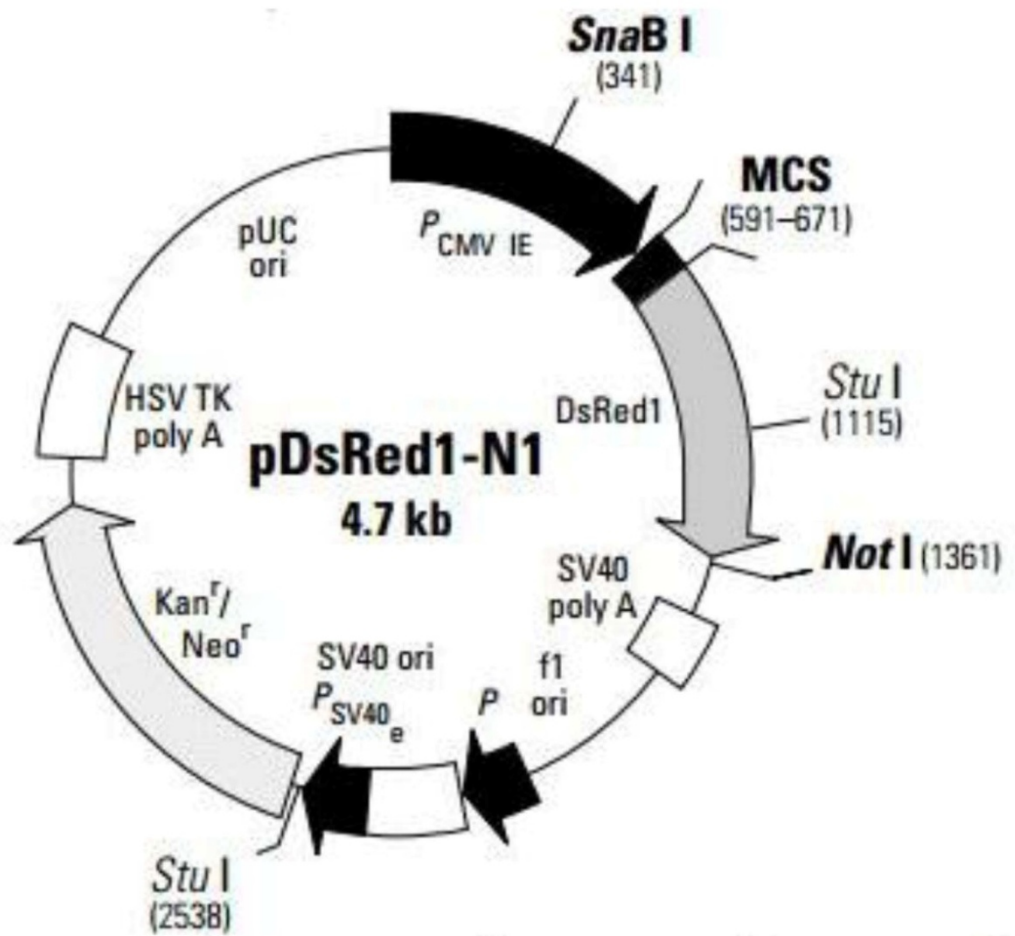 SnaB I
(341)
MCS
(591–671)
P CMV IE
pUC
ori
HSV TK
poly A
DsRed1
Stu I
(1115)
pDsRed1-N1
4.7 kb
Not I (1361)
SV40
poly A
Kanʳ/
Neoʳ
SV40 ori
P SV40 e
P
f1
ori
Stu I
(2538)